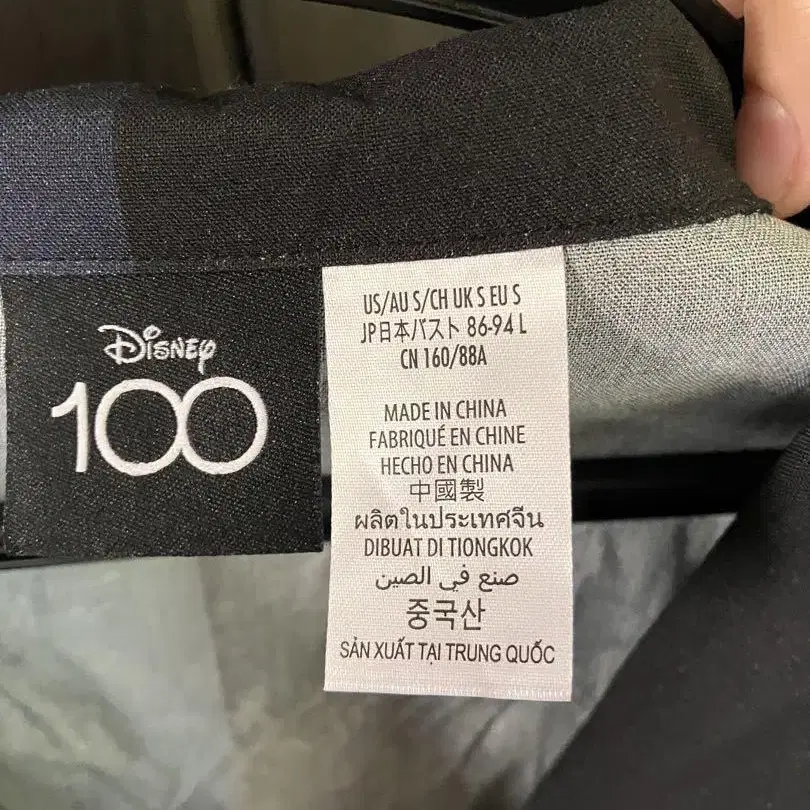 Disney
100
US/AU S/CH UK S EU S
JP日本バスト 86-94 L
CN 160/88A
MADE IN CHINA
FABRIQUÉ EN CHINE
HECHO EN CHINA
中國製
ผลิตในประเทศจีน
DIBUAT DI TIONGKOK
صنع في الصين
중국산
SẢN XUẤT TẠI TRUNG QUỐC